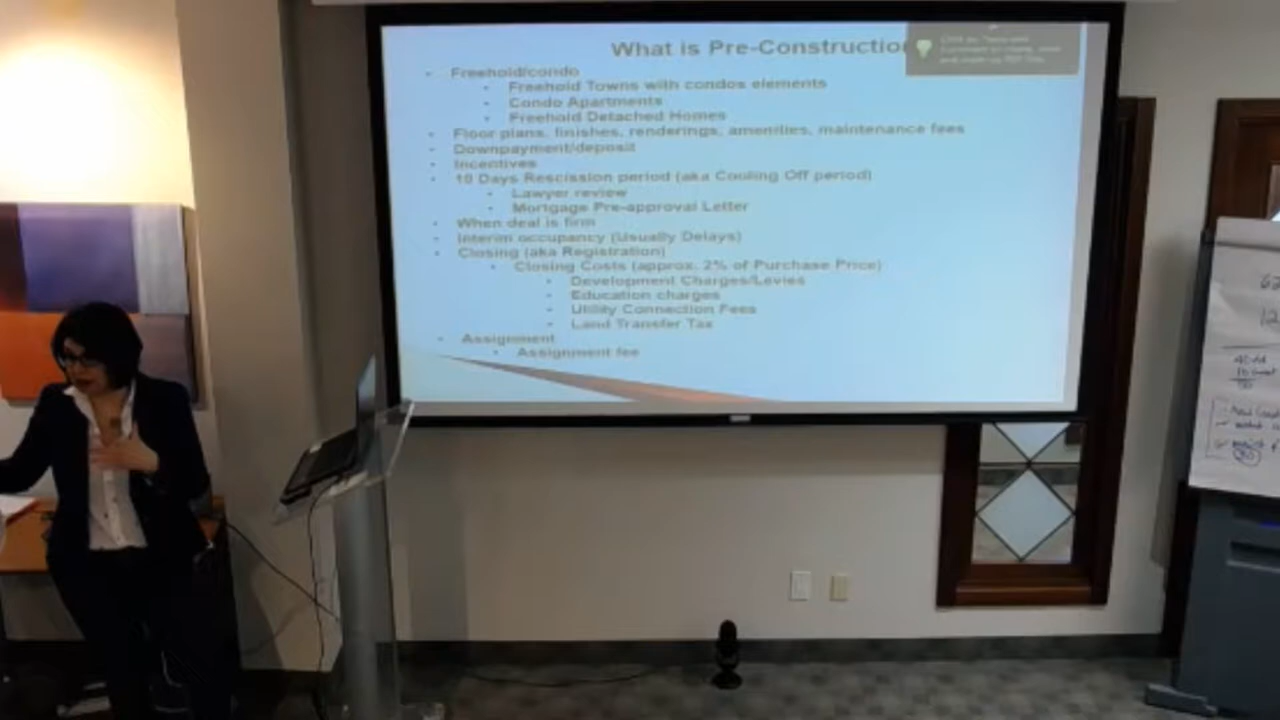 What is Pre-Construction
Freehold/condo
Freehold Towns with condos elements
Condo Apartments
Freehold Detached Homes
Floor plans, finishes, renderings, amenities, maintenance fees
Downpayment/deposit
Incentives
10 Days Rescission period (aka Cooling Off period)
Lawyer review
Mortgage Pre-approval Letter
When deal is firm
Interim occupancy (Usually Delays)
Closing (aka Registration)
Closing Costs (approx. 2% of Purchase Price)
Development Charges/Levies
Education charges
Utility Connection Fees
Land Transfer Tax
Assignment
Assignment fee